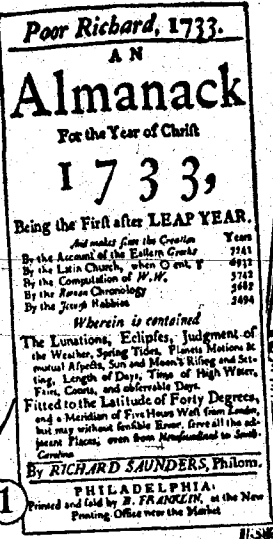 Poor Richard, 1733.
AN
Almanack
For the Year of Christ
1733,
Being the First after LEAP YEAR.
And makes since the Creation Years
By the Account of the Eastern Greeks 7241
By the Latin Church, when O ent. ♈ 6932
By the Computation of W.W. 5742
By the Roman Chronology 5682
By the Jewish Rabbies 5494
Wherein is contained
The Lunations, Eclipses, Judgment of
the Weather, Spring Tides, Planets Motions &
mutual Aspects, Sun and Moon's Rising and Set-
ting, Length of Days, Time of High Water,
Fairs, Courts, and observable Days.
Fitted to the Latitude of Forty Degrees,
and a Meridian of Five Hours West from London,
but may without sensible Error, serve all the ad-
jacent Places, even from Newfoundland to South-
Carolina.
By RICHARD SAUNDERS, Philom.
PHILADELPHIA:
Printed and sold by B. FRANKLIN, at the New
Printing-Office near the Market
1